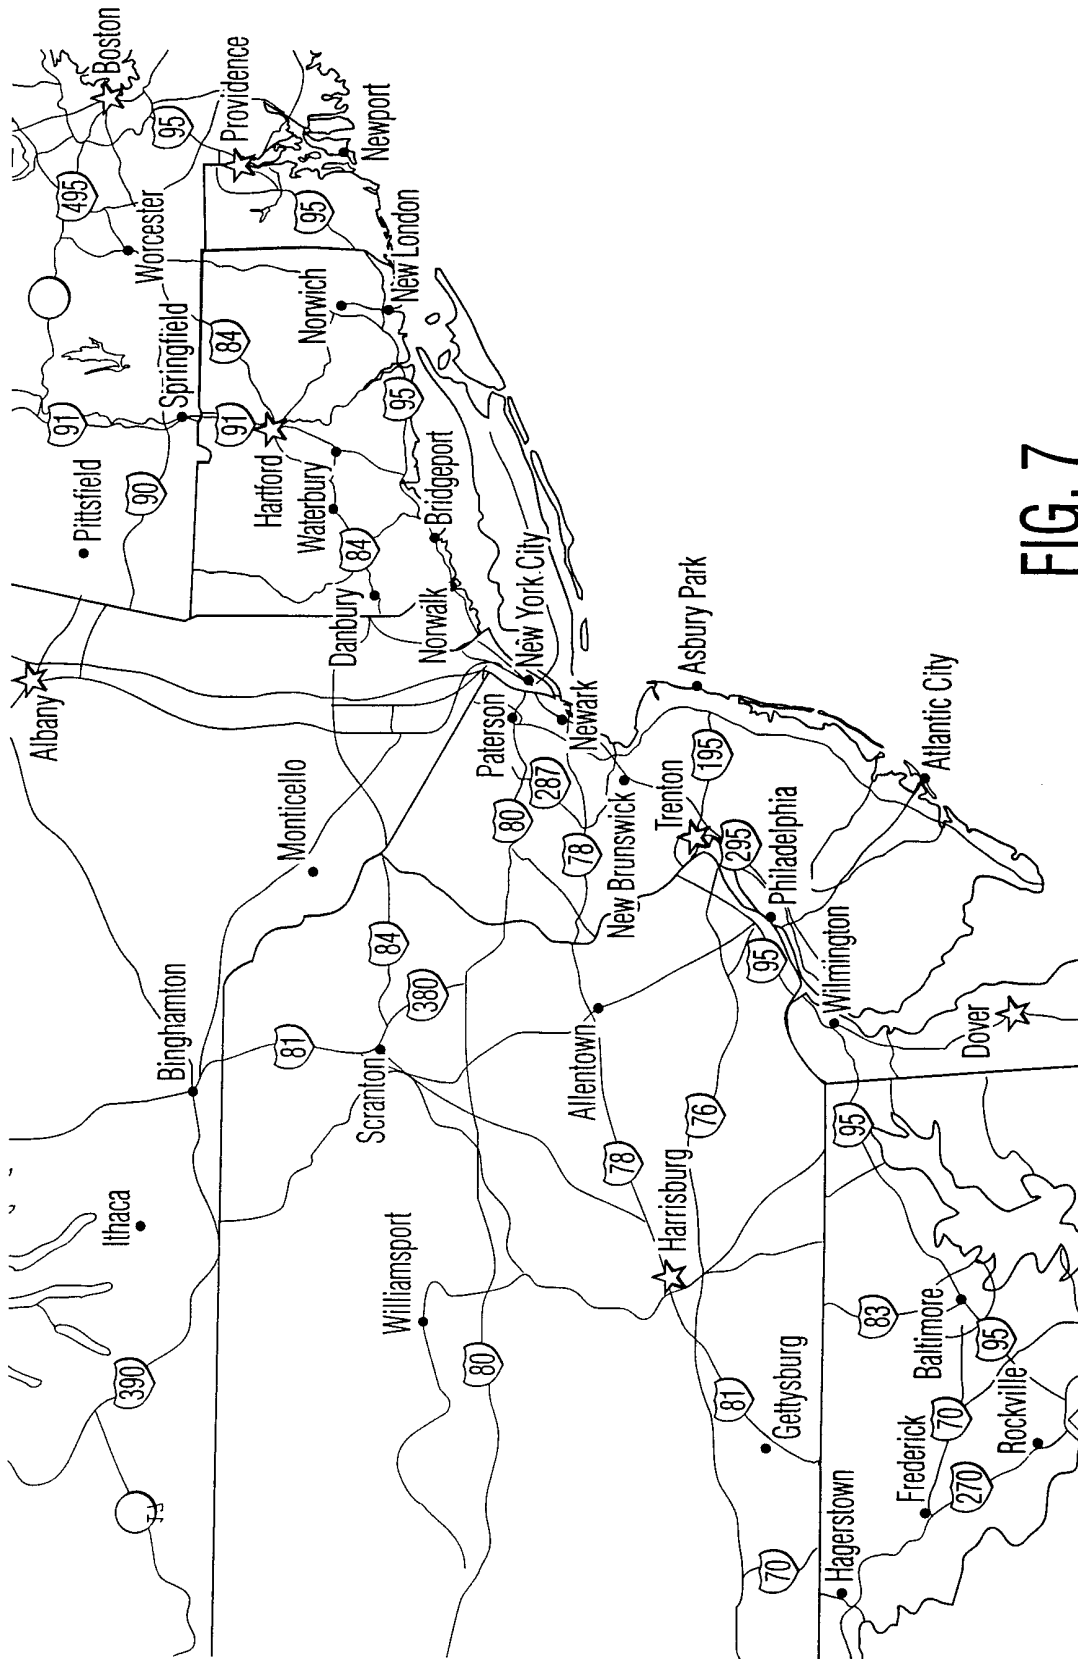 Boston
95
Providence
Newport
495
Worcester
95
New London
Norwich
Springfield
84
91
91
Hartford
95
Pittsfield
90
Waterbury
84
Bridgeport
Danbury
Norwalk
New York City
Albany
Paterson
Newark
Asbury Park
Monticello
80
287
78
New Brunswick
Trenton
195
295
Philadelphia
Atlantic City
84
380
95
Wilmington
Dover
Binghamton
81
Scranton
Allentown
76
95
78
Ithaca
Williamsport
Harrisburg
83
Baltimore
95
390
80
81
Gettysburg
70
Rockville
Frederick
270
70
Hagerstown
FIG. 7